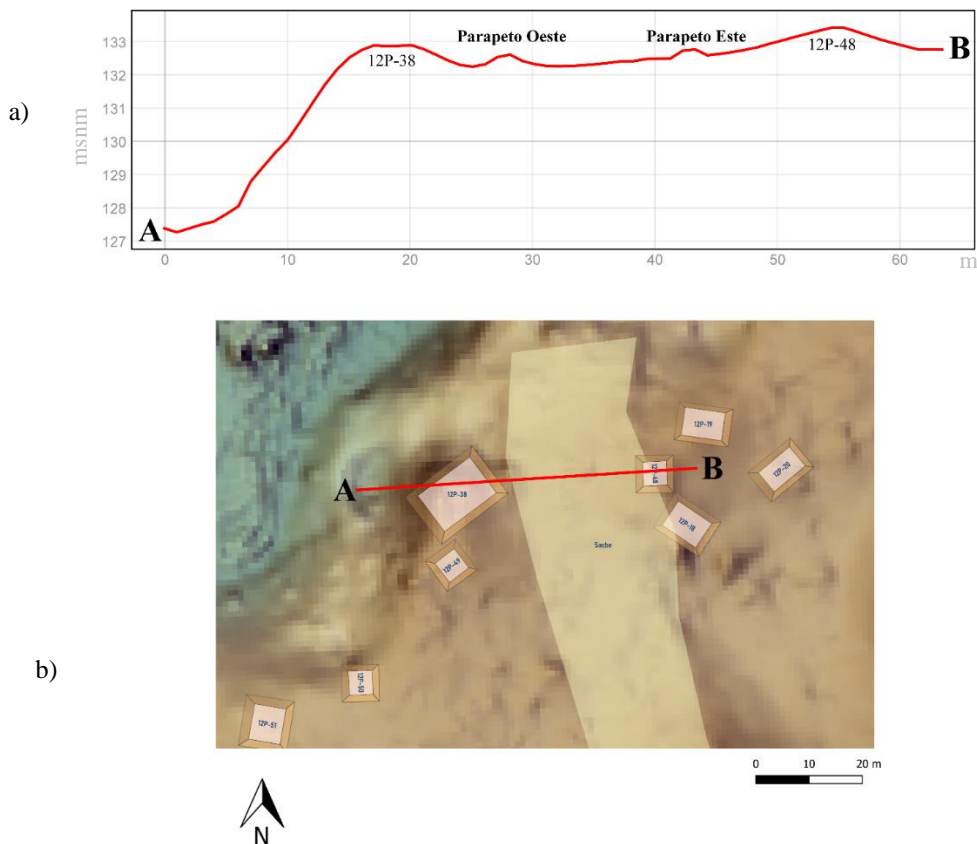 a)
msnm
133
132
131
130
129
128
127
A
12P-38
Parapeto Oeste
Parapeto Este
12P-48
B
0 10 20 30 40 50 60 m
b)
A
B
12P-38
12P-49
12P-50
12P-51
Sacbe
12P-19
12P-48
12P-18
12P-20
0 10 20 m
N